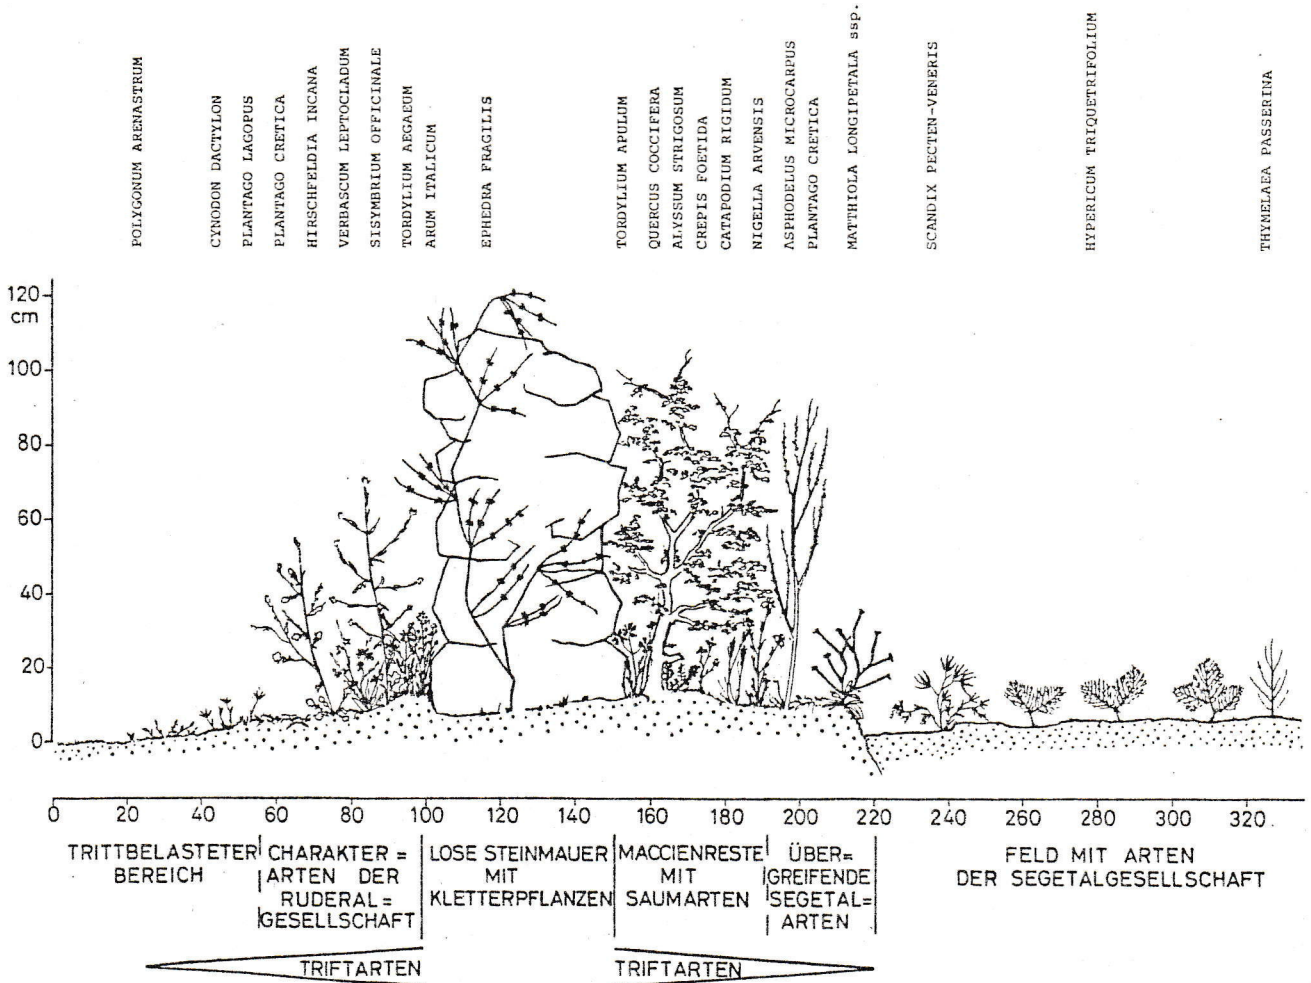 POLYGONUM ARENASTRUM
CYNODON DACTYLON
PLANTAGO LAGOPUS
PLANTAGO CRETICA
HIRSCHFELDIA INCANA
VERBASCUM LEPTOCLADUM
SISYMBRIUM OFFICINALE
TORDYLIUM AEGAEUM
ARUM ITALICUM
EPHEDRA FRAGILIS
TORDYLIUM APULUM
QUERCUS COCCIFERA
ALYSSUM STRIGOSUM
CREPIS FOETIDA
CATAPODIUM RIGIDUM
NIGELLA ARVENSIS
ASPHODELUS MICROCARPUS
PLANTAGO CRETICA
MATTHIOLA LONGIPETALA ssp.
SCANDIX PECTEN-VENERIS
HYPERICUM TRIQUETRIFOLIUM
THYMELAEA PASSERINA
120
cm
100
80
60
40
20
0
0 20 40 60 80 100 120 140 160 180 200 220 240 260 280 300 320
TRITTBELASTETER
BEREICH
CHARAKTER=
ARTEN DER
RUDERAL=
GESELLSCHAFT
LOSE STEINMAUER
MIT
KLETTERPFLANZEN
MACCIENRESTE
MIT
SAUMARTEN
ÜBER=
GREIFENDE
SEGETAL=
ARTEN
FELD MIT ARTEN
DER SEGETALGESELLSCHAFT
TRIFTARTEN
TRIFTARTEN